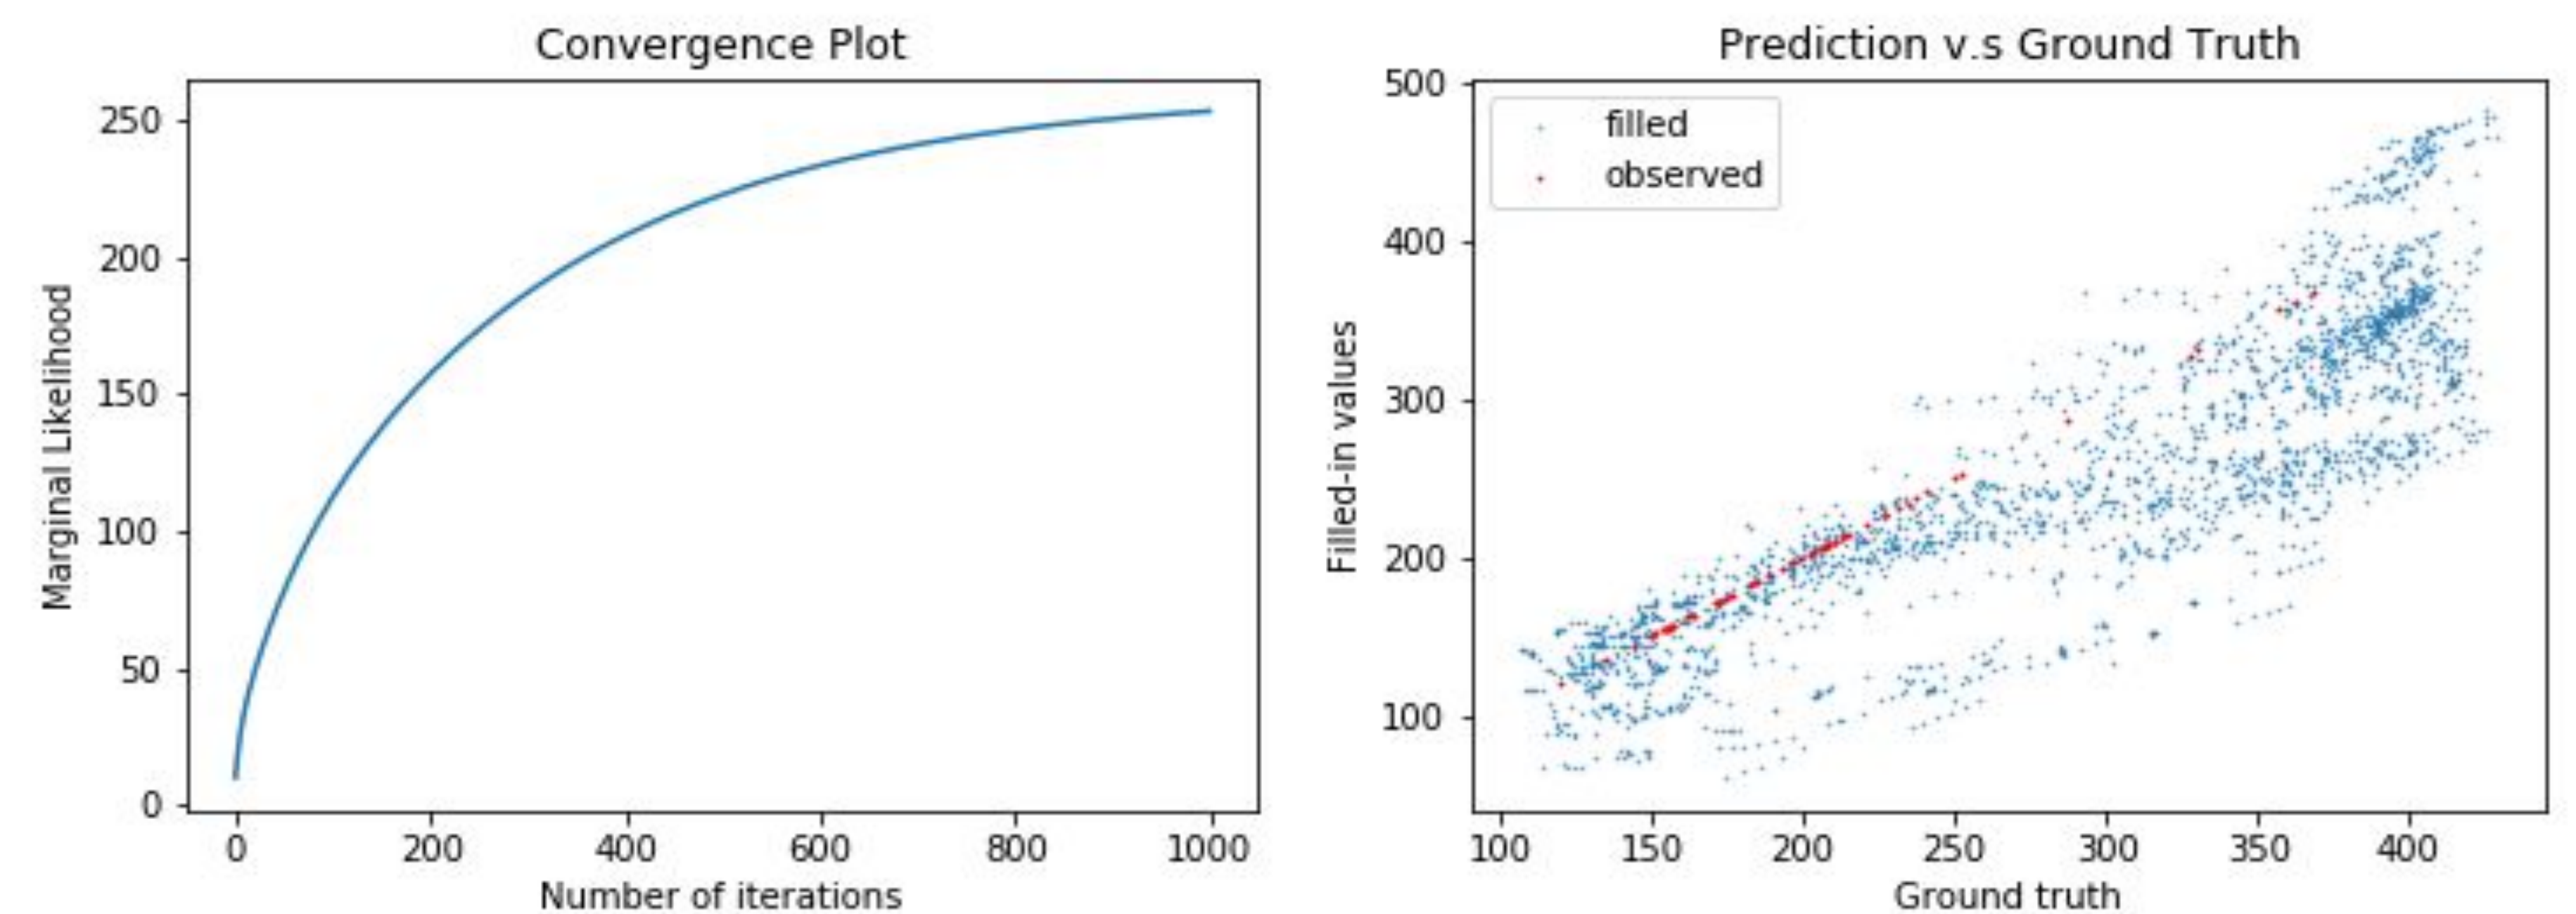 Convergence Plot
250
200
150
100
50
0
Marginal Likelihood
0 200 400 600 800 1000
Number of iterations
Prediction v.s Ground Truth
filled
observed
500
400
300
200
100
Filled-in values
100 150 200 250 300 350 400
Ground truth